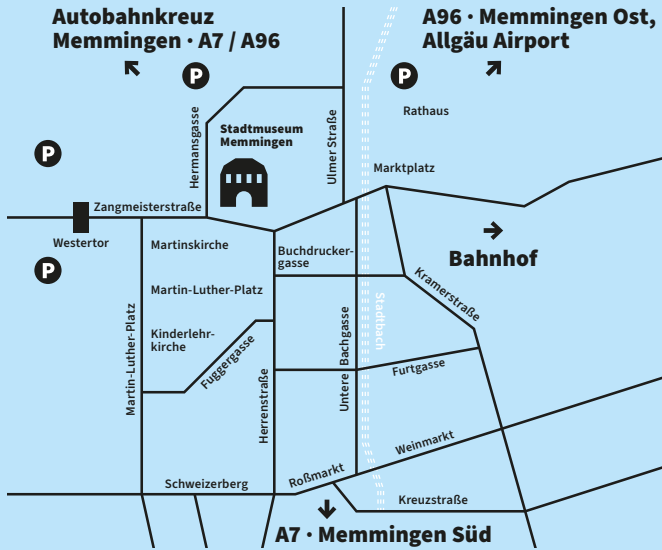 Autobahnkreuz
Memmingen · A7 / A96
A96 · Memmingen Ost,
Allgäu Airport
P
P
Rathaus
Hermansgasse
Stadtmuseum
Memmingen
Ulmer Straße
P
Marktplatz
Zangmeisterstraße
Westertor
Martinskirche
Buchdrucker-
gasse
Bahnhof
P
Kramerstraße
Martin-Luther-Platz
Stadtbach
Martin-Luther-Platz
Kinderlehr-
kirche
Fuggergasse
Herrenstraße
Untere Bachgasse
Furtgasse
Weinmarkt
Roßmarkt
Schweizerberg
Kreuzstraße
A7 · Memmingen Süd